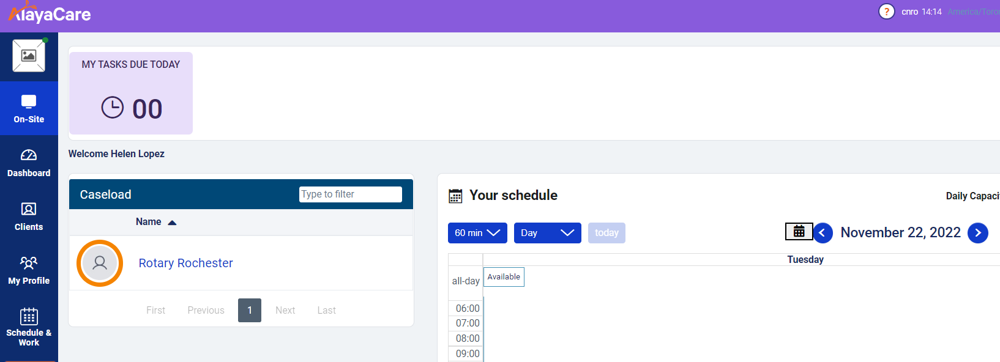 AlayaCare
? cnro 14:14 America/Toro
MY TASKS DUE TODAY
00
On-Site
Dashboard
Clients
My Profile
Schedule &
Work
Welcome Helen Lopez
Caseload Type to filter
Name
Rotary Rochester
First Previous 1 Next Last
Your schedule
Daily Capaci
60 min Day today
November 22, 2022
Tuesday
all-day Available
06:00
07:00
08:00
09:00